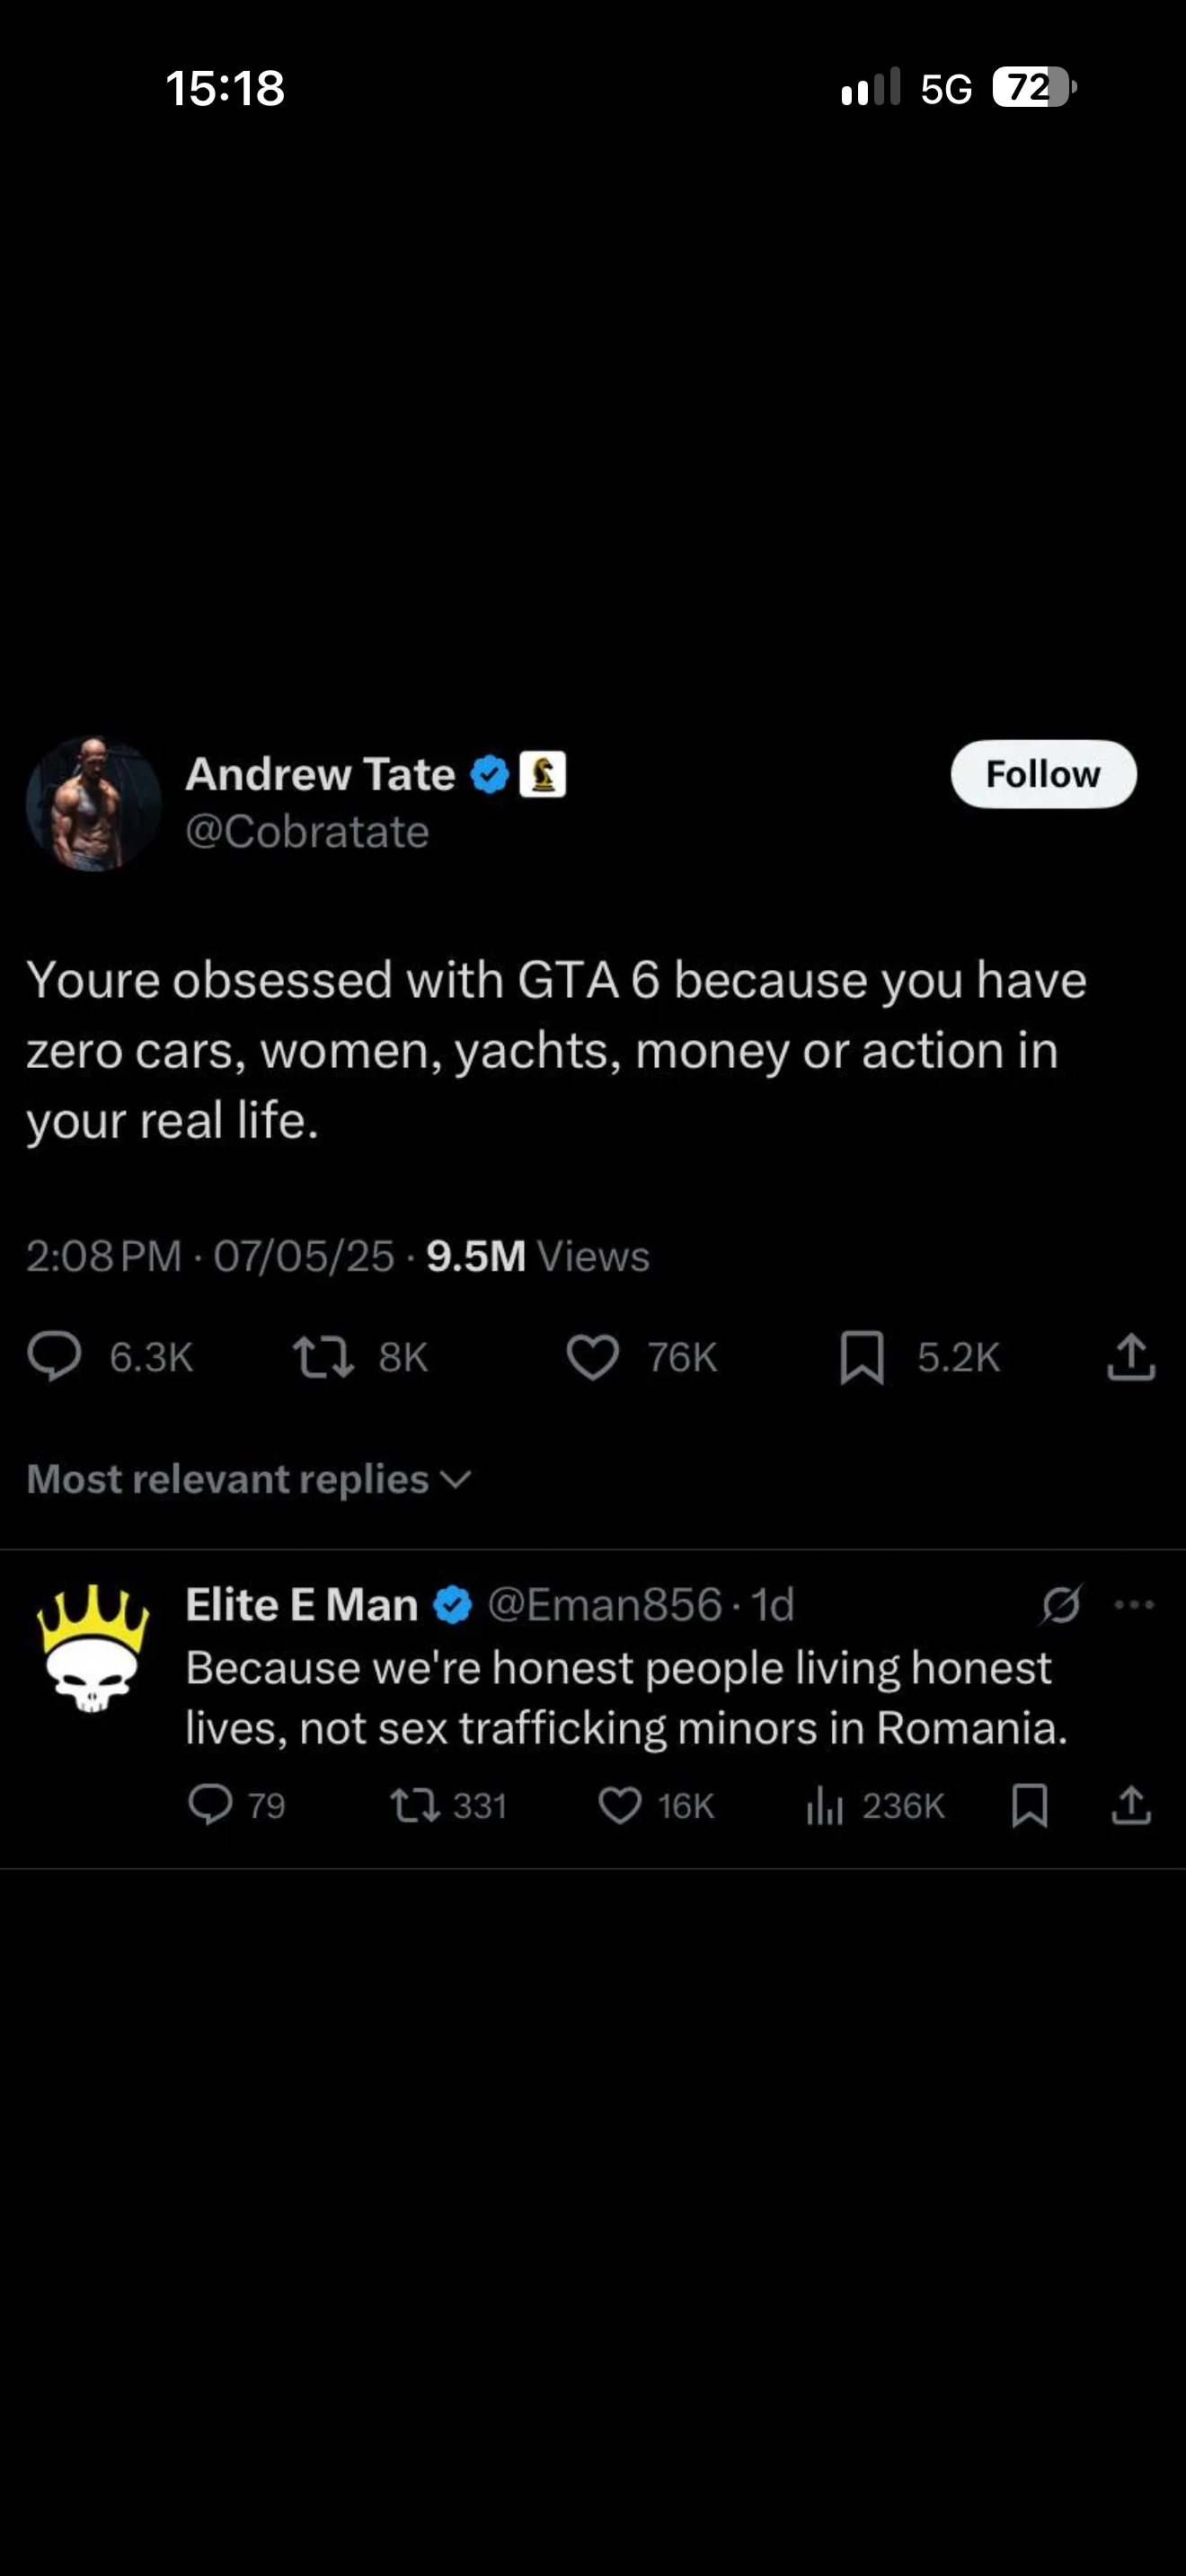 15:18
5G 72
Andrew Tate
Follow
@Cobratate
Youre obsessed with GTA 6 because you have
zero cars, women, yachts, money or action in
your real life.
2:08 PM · 07/05/25 · 9.5M Views
6.3K 8K 76K 5.2K
Most relevant replies
Elite E Man @Eman856 · 1d
Because we're honest people living honest
lives, not sex trafficking minors in Romania.
79 331 16K 236K